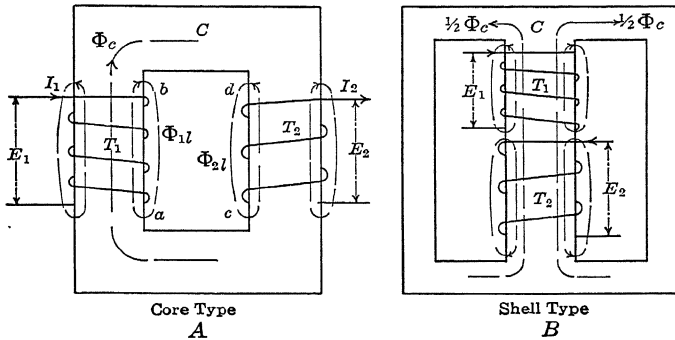 Φc C
I1 b d I2
E1 T1 Φ1l Φ2l T2 E2
a c
Core Type
A
½ Φc C ½ Φc
E1 T1
T2 E2
Shell Type
B